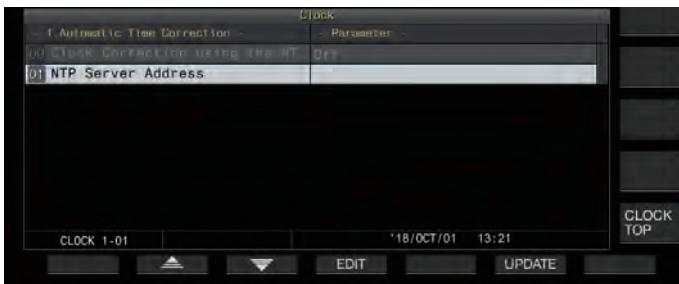 Clock
- 1.Automatic Time Correction - - Parameter -
00 Clock Correction using the NT Off
01 NTP Server Address
CLOCK 1-01 '18/OCT/01 13:21
CLOCK
TOP
EDIT UPDATE